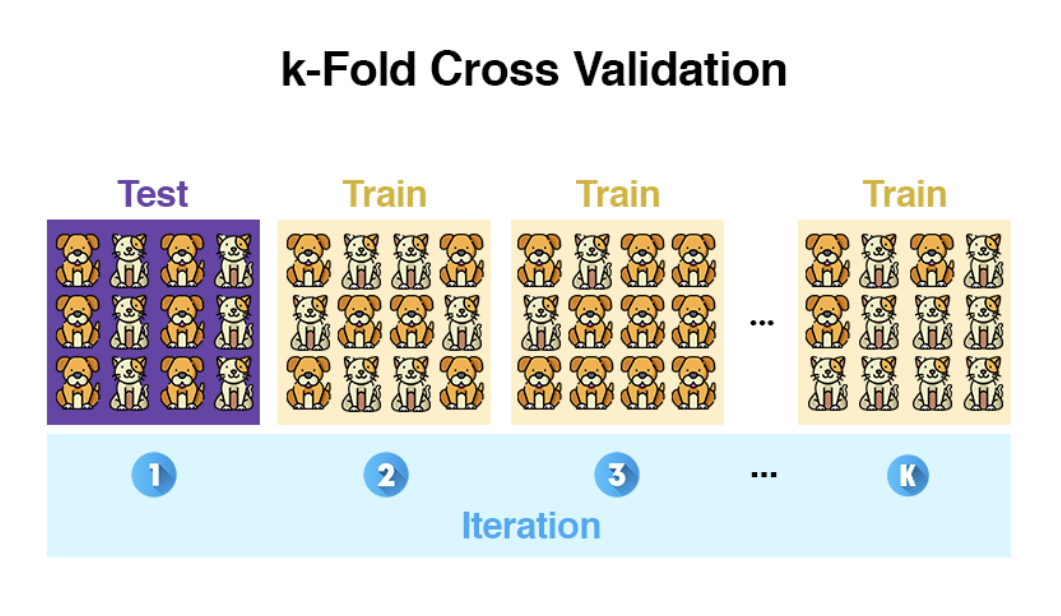 k-Fold Cross Validation
Test Train Train Train
...
1 2 3 ... K
Iteration